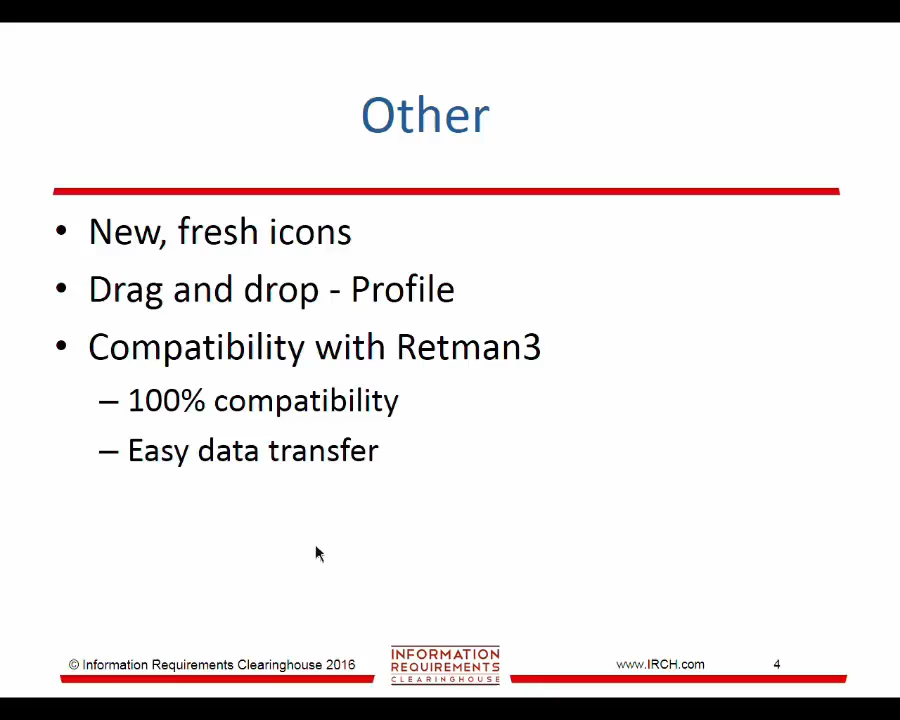 Other
• New, fresh icons
• Drag and drop - Profile
• Compatibility with Retman3
– 100% compatibility
– Easy data transfer
© Information Requirements Clearinghouse 2016
INFORMATION
REQUIREMENTS
CLEARINGHOUSE
www.IRCH.com
4